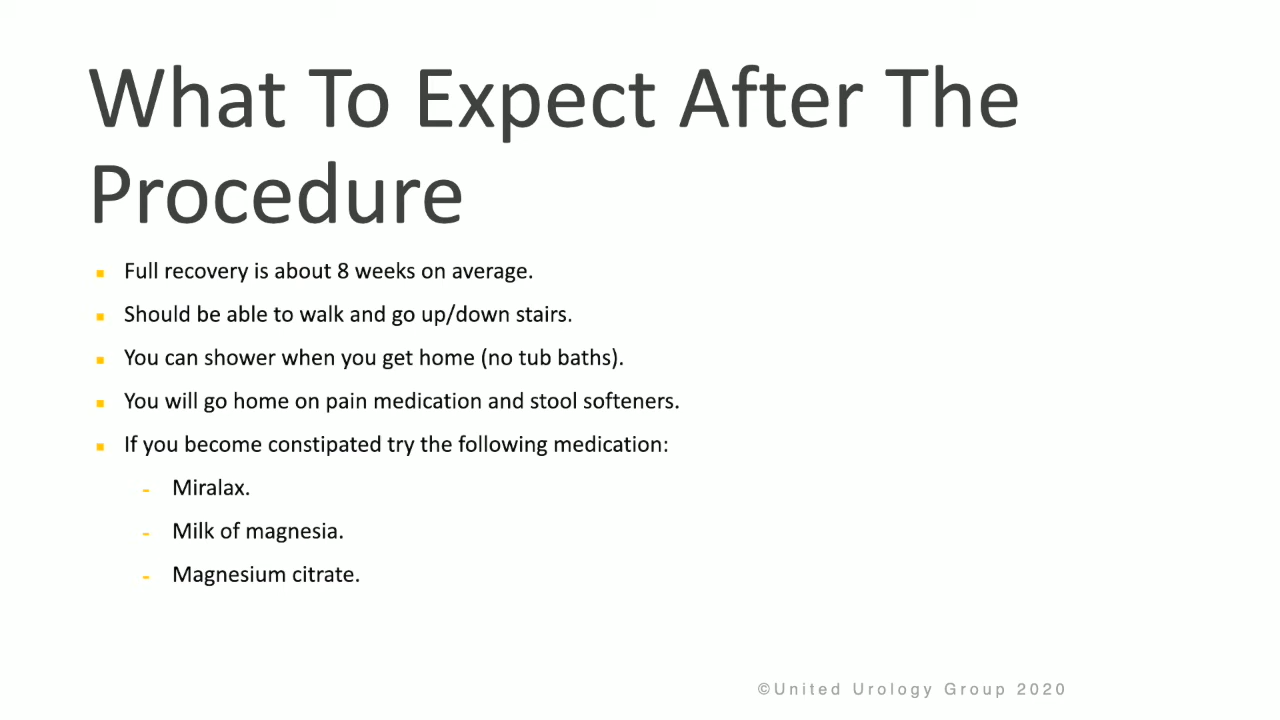 What To Expect After The
Procedure
▪ Full recovery is about 8 weeks on average.
▪ Should be able to walk and go up/down stairs.
▪ You can shower when you get home (no tub baths).
▪ You will go home on pain medication and stool softeners.
▪ If you become constipated try the following medication:
- Miralax.
- Milk of magnesia.
- Magnesium citrate.
©United Urology Group 2020